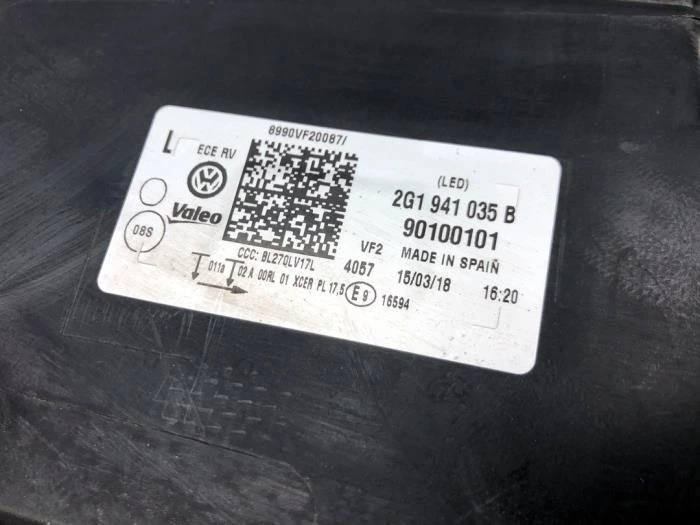 8990VF20087/
L
ECE RV
VW
Valeo
08S
(LED)
2G1 941 035 B
90100101
VF2
MADE IN SPAIN
4057
15/03/18 16:20
CCC: BL270LV17L
011a 02 A 00RL 01 XCER PL 17,5 E9 16594